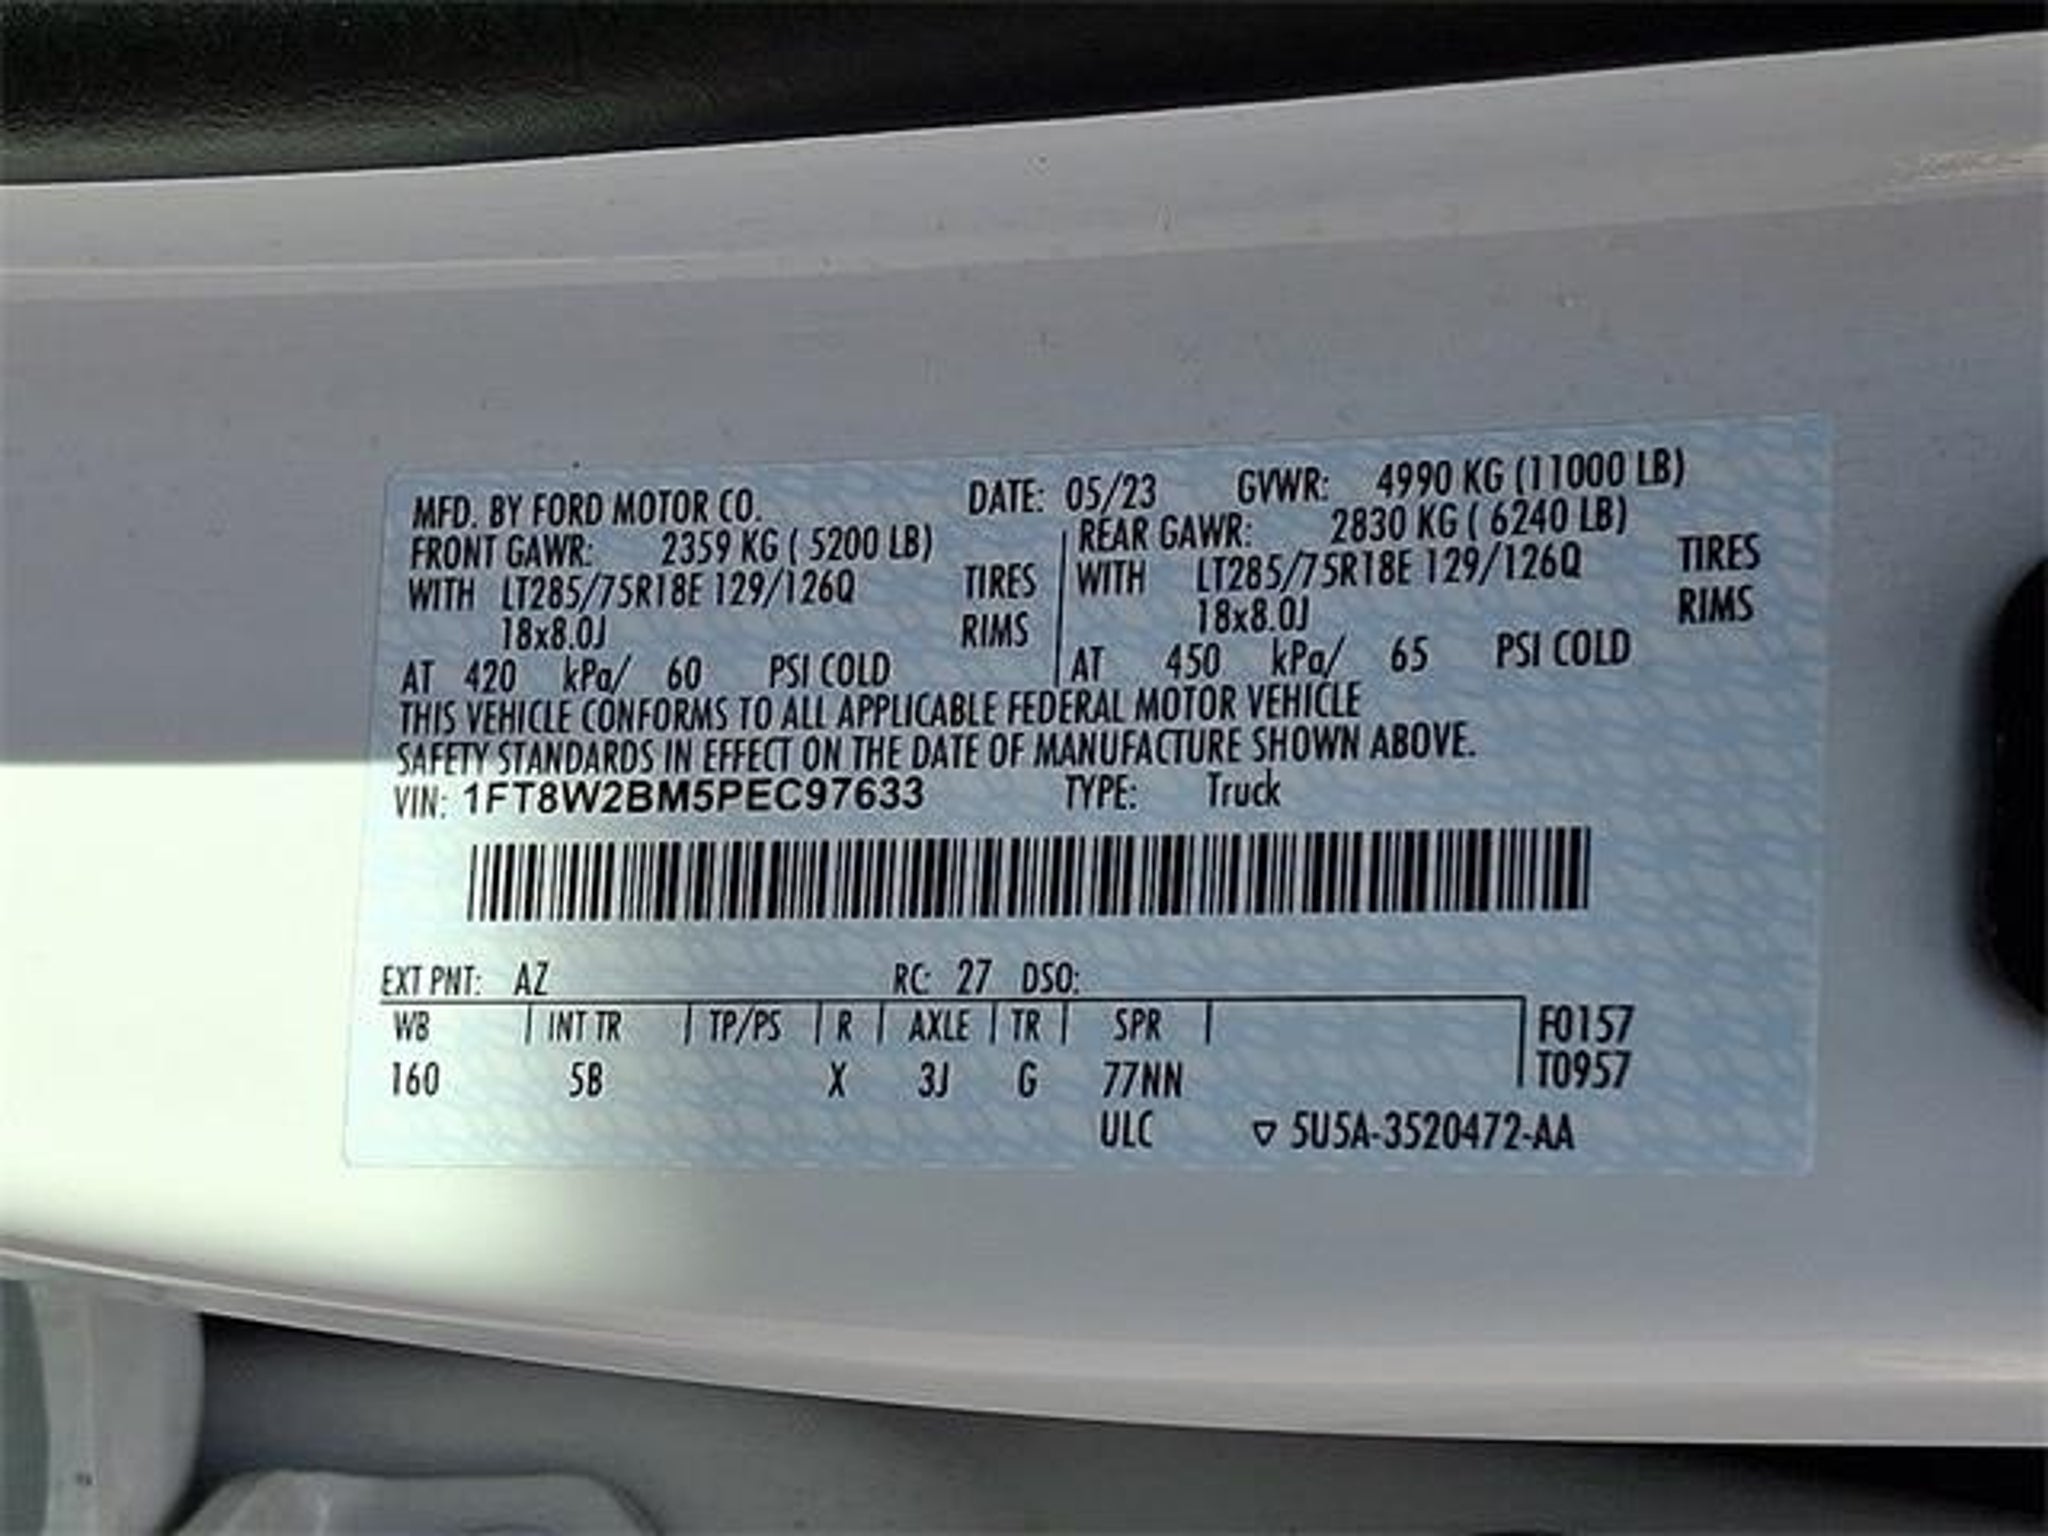 MFD. BY FORD MOTOR CO. DATE: 05/23 GVWR: 4990 KG (11000 LB)
FRONT GAWR: 2359 KG ( 5200 LB) REAR GAWR: 2830 KG ( 6240 LB)
WITH LT285/75R18E 129/126Q TIRES WITH LT285/75R18E 129/126Q TIRES
18x8.0J RIMS 18x8.0J RIMS
AT 420 kPa/ 60 PSI COLD AT 450 kPa/ 65 PSI COLD
THIS VEHICLE CONFORMS TO ALL APPLICABLE FEDERAL MOTOR VEHICLE
SAFETY STANDARDS IN EFFECT ON THE DATE OF MANUFACTURE SHOWN ABOVE.
VIN: 1FT8W2BM5PEC97633 TYPE: Truck
EXT PNT: AZ RC: 27 DSO:
WB INT TR TP/PS R AXLE TR SPR F0157
160 5B X 3J G 77NN T0957
ULC ▽ 5U5A-3520472-AA